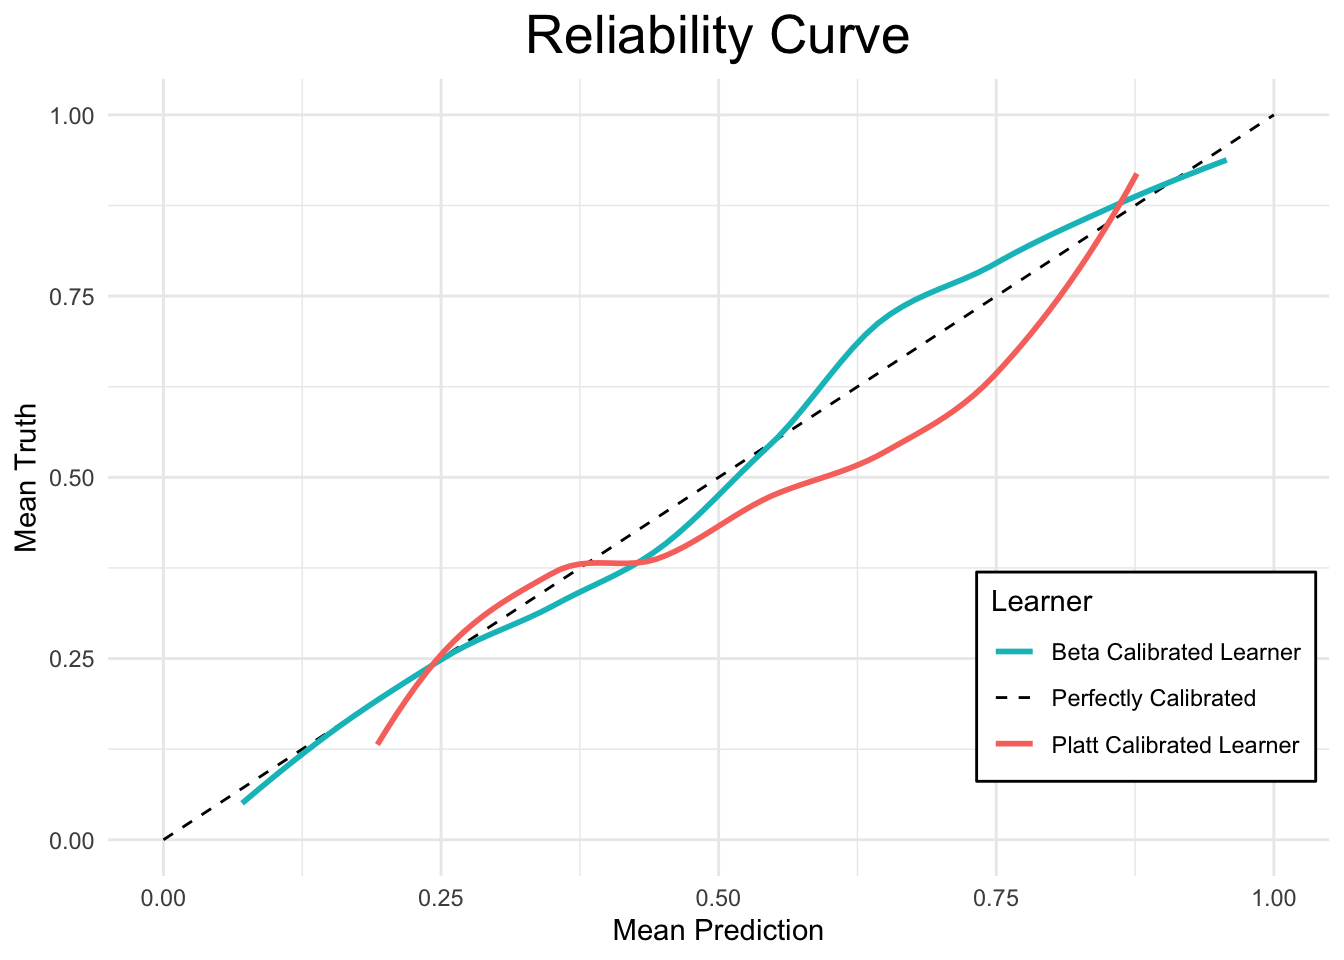 Reliability Curve
1.00
0.75
0.50
0.25
0.00
Mean Truth
0.00
0.25
0.50
0.75
1.00
Mean Prediction
Learner
Beta Calibrated Learner
Perfectly Calibrated
Platt Calibrated Learner